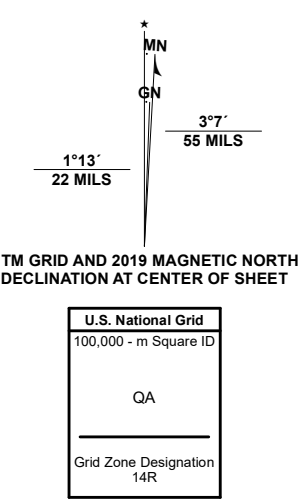 MN
GN
3°7´
55 MILS
1°13´
22 MILS
TM GRID AND 2019 MAGNETIC NORTH
DECLINATION AT CENTER OF SHEET
U.S. National Grid
100,000 - m Square ID
QA
Grid Zone Designation
14R